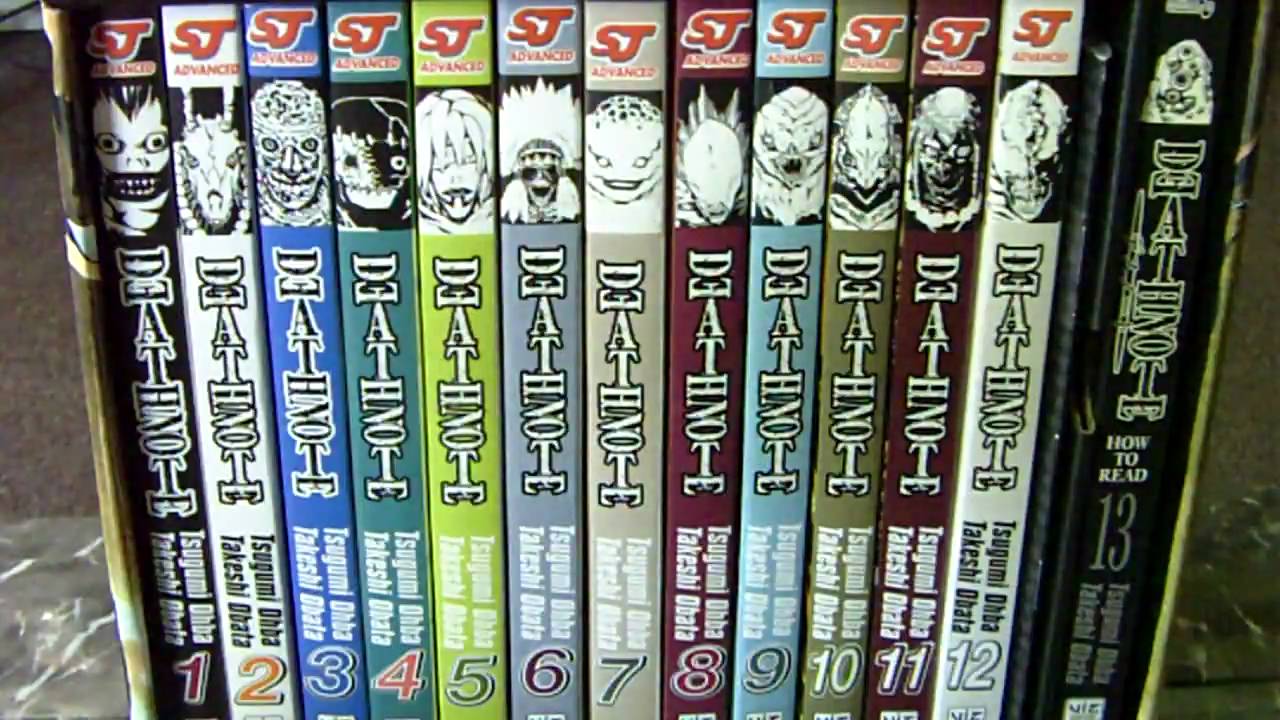 SJ
ADVANCED
DEATH NOTE
Tsugumi Ohba
Takeshi Obata
1
SJ
ADVANCED
DEATH NOTE
Tsugumi Ohba
Takeshi Obata
2
SJ
ADVANCED
DEATH NOTE
Tsugumi Ohba
Takeshi Obata
3
SJ
ADVANCED
DEATH NOTE
Tsugumi Ohba
Takeshi Obata
4
SJ
ADVANCED
DEATH NOTE
Tsugumi Ohba
Takeshi Obata
5
SJ
ADVANCED
DEATH NOTE
Tsugumi Ohba
Takeshi Obata
6
SJ
ADVANCED
DEATH NOTE
Tsugumi Ohba
Takeshi Obata
7
SJ
ADVANCED
DEATH NOTE
Tsugumi Ohba
Takeshi Obata
8
SJ
ADVANCED
DEATH NOTE
Tsugumi Ohba
Takeshi Obata
9
SJ
ADVANCED
DEATH NOTE
Tsugumi Ohba
Takeshi Obata
10
SJ
ADVANCED
DEATH NOTE
Tsugumi Ohba
Takeshi Obata
11
SJ
ADVANCED
DEATH NOTE
Tsugumi Ohba
Takeshi Obata
12
DEATH NOTE
HOW
TO
READ
13
Tsugumi Ohba
Takeshi Obata